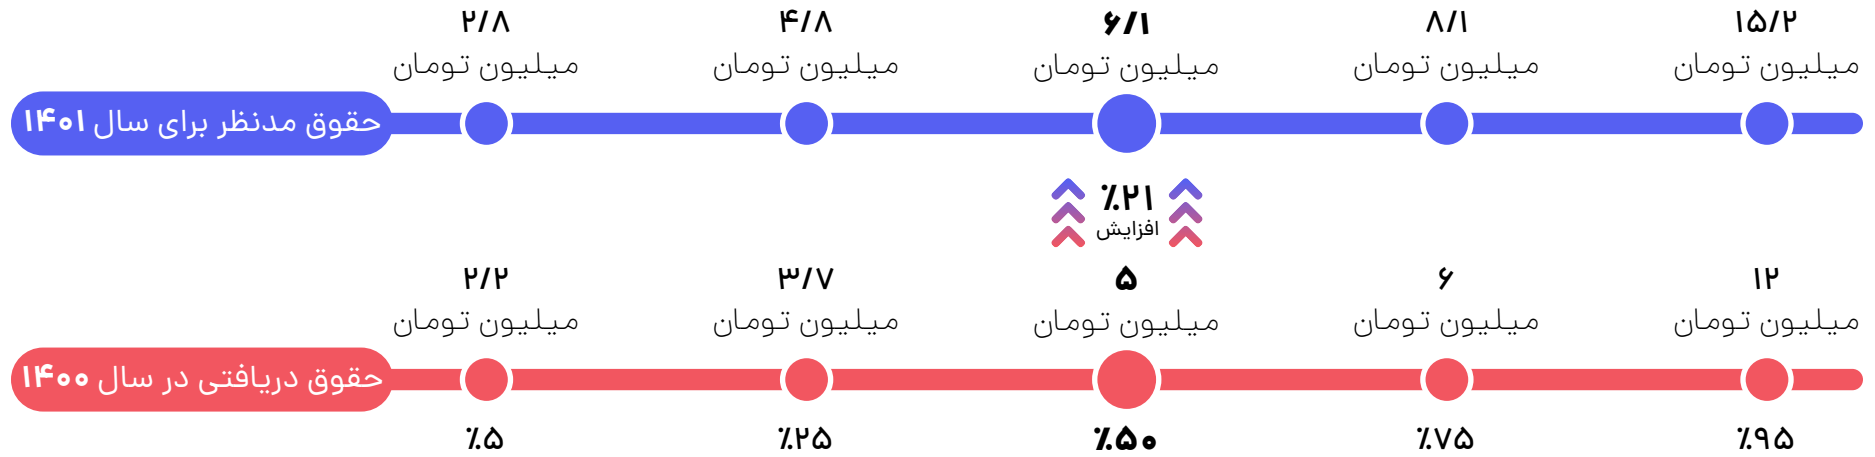 ۲/۸
میلیون تومان
۴/۸
میلیون تومان
۶/۱
میلیون تومان
۸/۱
میلیون تومان
۱۵/۲
میلیون تومان
حقوق مدنظر برای سال ۱۴۰۱
٪۲۱
افزایش
۲/۲
میلیون تومان
۳/۷
میلیون تومان
۵
میلیون تومان
۶
میلیون تومان
۱۲
میلیون تومان
حقوق دریافتی در سال ۱۴۰۰
٪۵
٪۲۵
٪۵۰
٪۷۵
٪۹۵